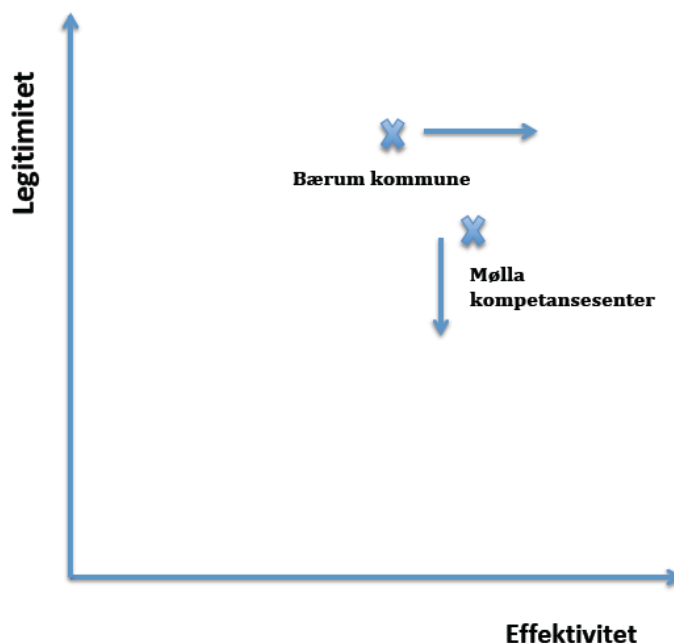 Legitimitet
Bærum kommune
Mølla
kompetansesenter
Effektivitet